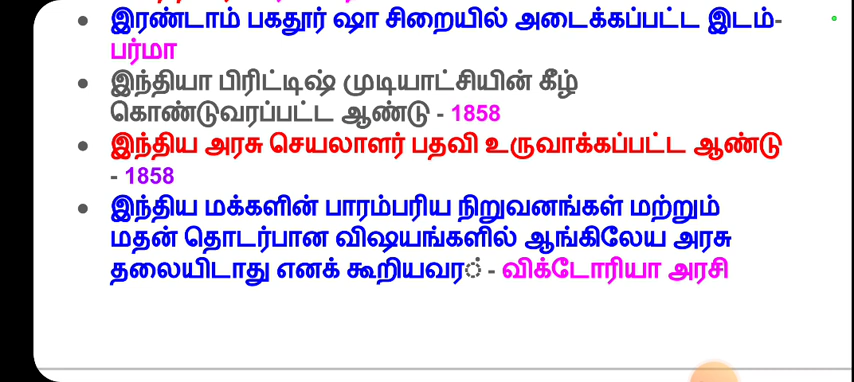 இரண்டாம் பகதூர் ஷா சிறையில் அடைக்கப்பட்ட இடம்-
பர்மா
இந்தியா பிரிட்டிஷ் முடியாட்சியின் கீழ்
கொண்டுவரப்பட்ட ஆண்டு - 1858
இந்திய அரசு செயலாளர் பதவி உருவாக்கப்பட்ட ஆண்டு
- 1858
இந்திய மக்களின் பாரம்பரிய நிறுவனங்கள் மற்றும்
மதன் தொடர்பான விஷயங்களில் ஆங்கிலேய அரசு
தலையிடாது எனக் கூறியவர் - விக்டோரியா அரசி